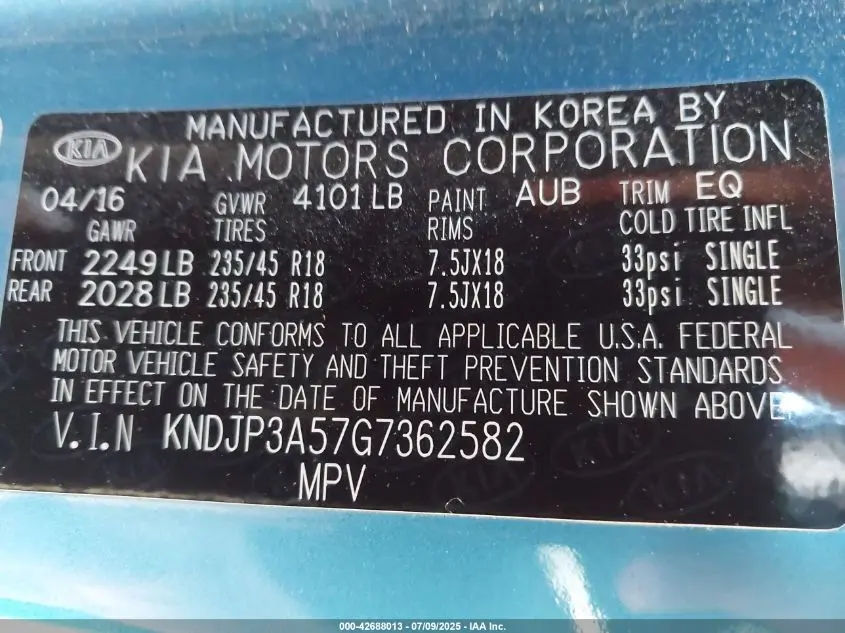 MANUFACTURED IN KOREA BY
KIA KIA MOTORS CORPORATION
04/16 GVWR 4101 LB PAINT AUB TRIM EQ
GAWR TIRES RIMS COLD TIRE INFL
FRONT 2249 LB 235/45 R18 7.5JX18 33psi SINGLE
REAR 2028 LB 235/45 R18 7.5JX18 33psi SINGLE
THIS VEHICLE CONFORMS TO ALL APPLICABLE U.S.A. FEDERAL
MOTOR VEHICLE SAFETY AND THEFT PREVENTION STANDARDS
IN EFFECT ON THE DATE OF MANUFACTURE SHOWN ABOVE.
V.I.N KNDJP3A57G7362582
MPV
000-42688013 - 07/09/2025 - IAA Inc.